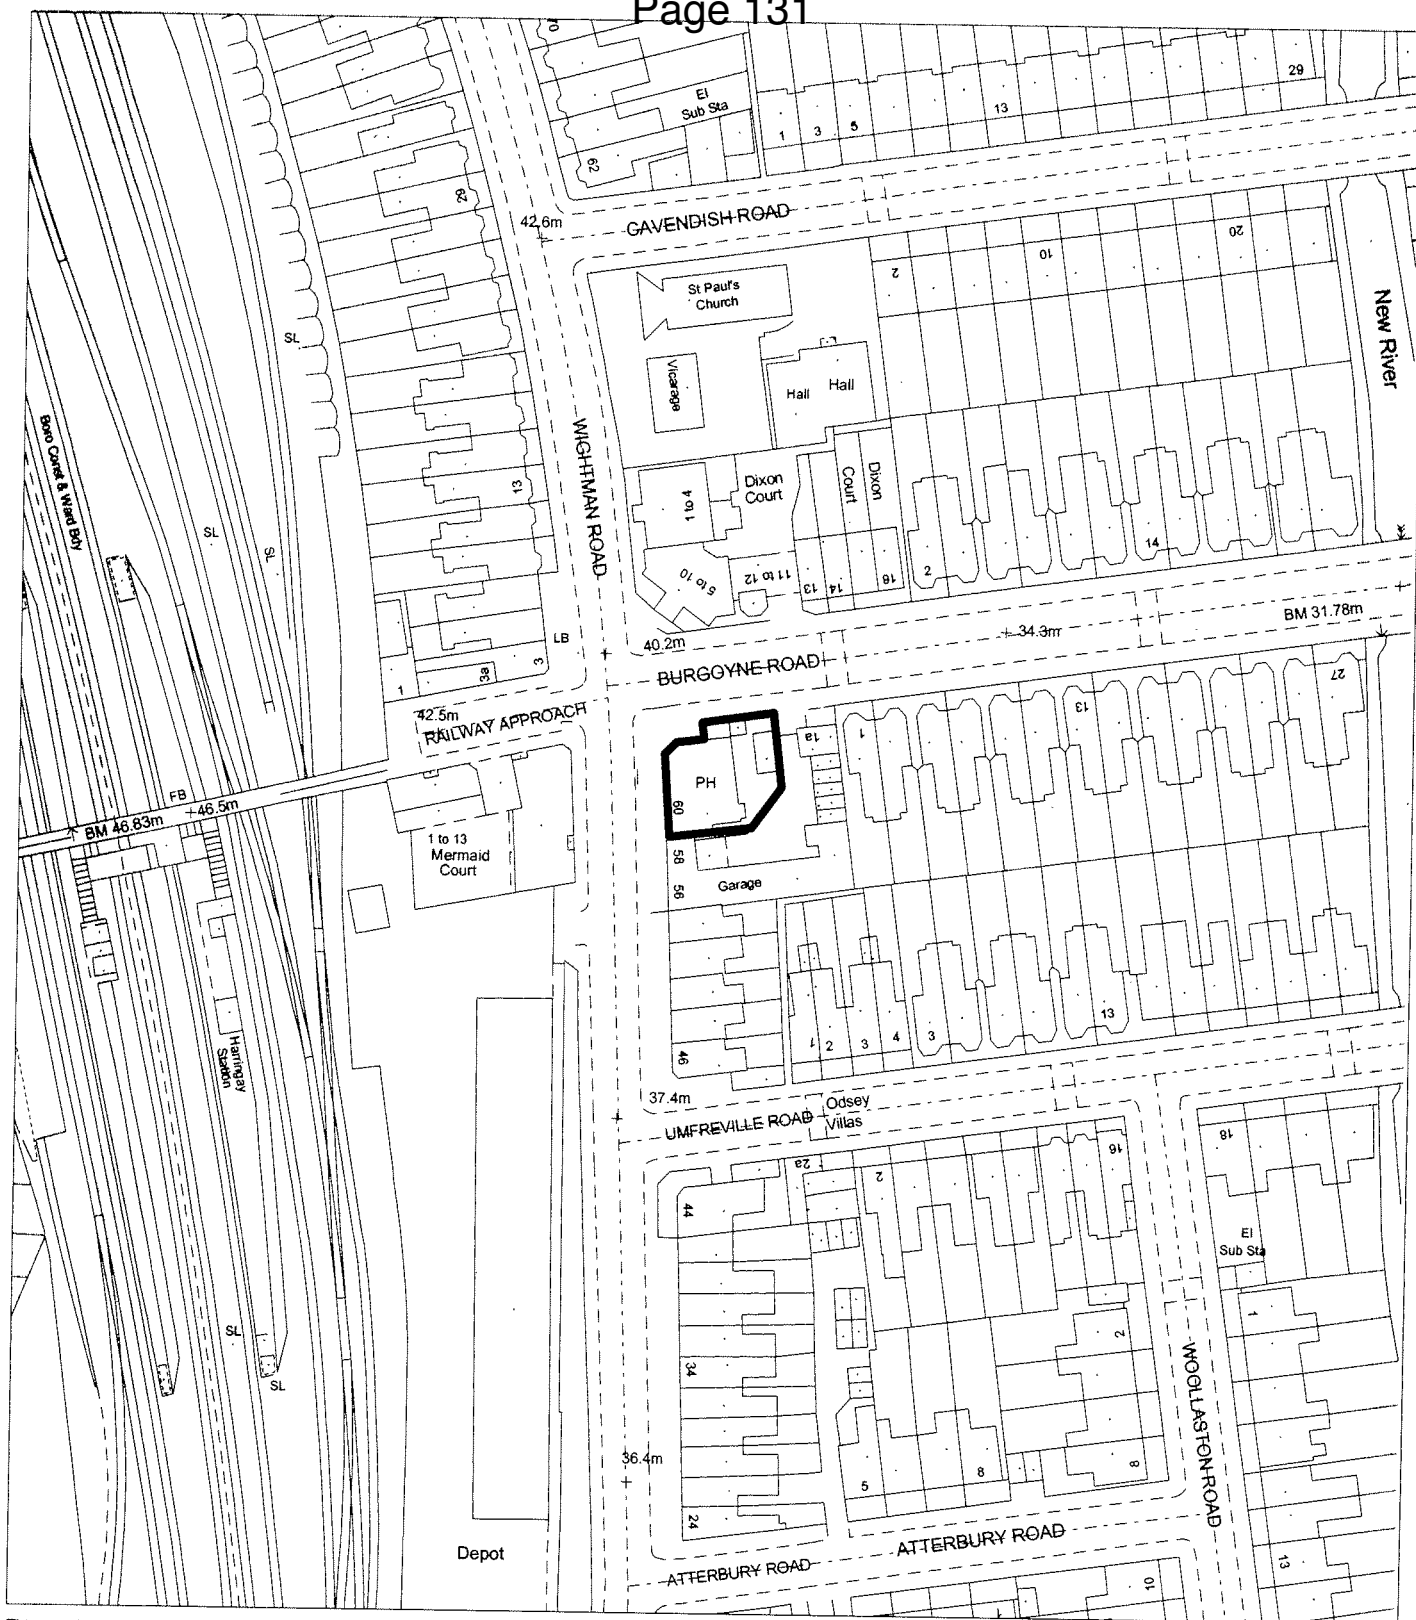 Page 131
70
El
Sub Sta
1
3
5
13
29
62
29
42.6m
CAVENDISH ROAD
2
10
20
St Paul's
Church
New River
SL
Vicarage
Hall
Hall
Boro Const & Ward Bdy
WIGHTMAN ROAD
13
1 to 4
Dixon
Court
Dixon
Court
SL
SL
5 to 10
11 to 12
13
14
16
2
14
BM 31.78m
34.3m
LB
40.2m
BURGOYNE ROAD
3
3a
1
42.5m
RAILWAY APPROACH
27
13
1
1a
PH
60
FB
46.5m
BM 46.83m
1 to 13
Mermaid
Court
58
56
Garage
Harringay
Station
46
1
2
3
4
3
13
37.4m
UMFREVILLE ROAD
Odsey
Villas
2a
2
16
18
44
El
Sub Sta
1
SL
SL
34
2
WOOLLASTON ROAD
36.4m
5
8
8
24
Depot
ATTERBURY ROAD
ATTERBURY ROAD
10
13
1